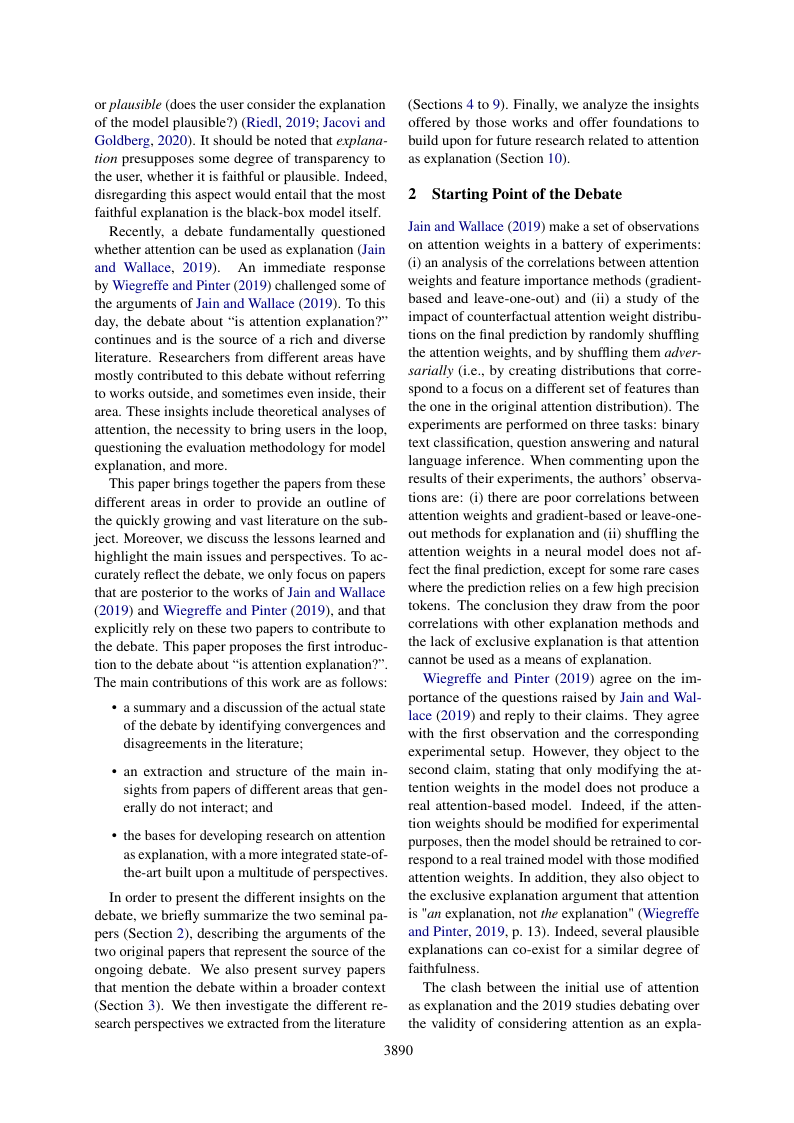 or plausible (does the user consider the explanation
of the model plausible?) (Riedl, 2019; Jacovi and
Goldberg, 2020). It should be noted that explana-
tion presupposes some degree of transparency to
the user, whether it is faithful or plausible. Indeed,
disregarding this aspect would entail that the most
faithful explanation is the black-box model itself.
Recently, a debate fundamentally questioned
whether attention can be used as explanation (Jain
and Wallace, 2019). An immediate response
by Wiegreffe and Pinter (2019) challenged some of
the arguments of Jain and Wallace (2019). To this
day, the debate about “is attention explanation?”
continues and is the source of a rich and diverse
literature. Researchers from different areas have
mostly contributed to this debate without referring
to works outside, and sometimes even inside, their
area. These insights include theoretical analyses of
attention, the necessity to bring users in the loop,
questioning the evaluation methodology for model
explanation, and more.
This paper brings together the papers from these
different areas in order to provide an outline of
the quickly growing and vast literature on the sub-
ject. Moreover, we discuss the lessons learned and
highlight the main issues and perspectives. To ac-
curately reflect the debate, we only focus on papers
that are posterior to the works of Jain and Wallace
(2019) and Wiegreffe and Pinter (2019), and that
explicitly rely on these two papers to contribute to
the debate. This paper proposes the first introduc-
tion to the debate about “is attention explanation?”.
The main contributions of this work are as follows:
• a summary and a discussion of the actual state
of the debate by identifying convergences and
disagreements in the literature;
• an extraction and structure of the main in-
sights from papers of different areas that gen-
erally do not interact; and
• the bases for developing research on attention
as explanation, with a more integrated state-of-
the-art built upon a multitude of perspectives.
In order to present the different insights on the
debate, we briefly summarize the two seminal pa-
pers (Section 2), describing the arguments of the
two original papers that represent the source of the
ongoing debate. We also present survey papers
that mention the debate within a broader context
(Section 3). We then investigate the different re-
search perspectives we extracted from the literature
(Sections 4 to 9). Finally, we analyze the insights
offered by those works and offer foundations to
build upon for future research related to attention
as explanation (Section 10).
2 Starting Point of the Debate
Jain and Wallace (2019) make a set of observations
on attention weights in a battery of experiments:
(i) an analysis of the correlations between attention
weights and feature importance methods (gradient-
based and leave-one-out) and (ii) a study of the
impact of counterfactual attention weight distribu-
tions on the final prediction by randomly shuffling
the attention weights, and by shuffling them adver-
sarially (i.e., by creating distributions that corre-
spond to a focus on a different set of features than
the one in the original attention distribution). The
experiments are performed on three tasks: binary
text classification, question answering and natural
language inference. When commenting upon the
results of their experiments, the authors’ observa-
tions are: (i) there are poor correlations between
attention weights and gradient-based or leave-one-
out methods for explanation and (ii) shuffling the
attention weights in a neural model does not af-
fect the final prediction, except for some rare cases
where the prediction relies on a few high precision
tokens. The conclusion they draw from the poor
correlations with other explanation methods and
the lack of exclusive explanation is that attention
cannot be used as a means of explanation.
Wiegreffe and Pinter (2019) agree on the im-
portance of the questions raised by Jain and Wal-
lace (2019) and reply to their claims. They agree
with the first observation and the corresponding
experimental setup. However, they object to the
second claim, stating that only modifying the at-
tention weights in the model does not produce a
real attention-based model. Indeed, if the atten-
tion weights should be modified for experimental
purposes, then the model should be retrained to cor-
respond to a real trained model with those modified
attention weights. In addition, they also object to
the exclusive explanation argument that attention
is "an explanation, not the explanation" (Wiegreffe
and Pinter, 2019, p. 13). Indeed, several plausible
explanations can co-exist for a similar degree of
faithfulness.
The clash between the initial use of attention
as explanation and the 2019 studies debating over
the validity of considering attention as an expla-
3890